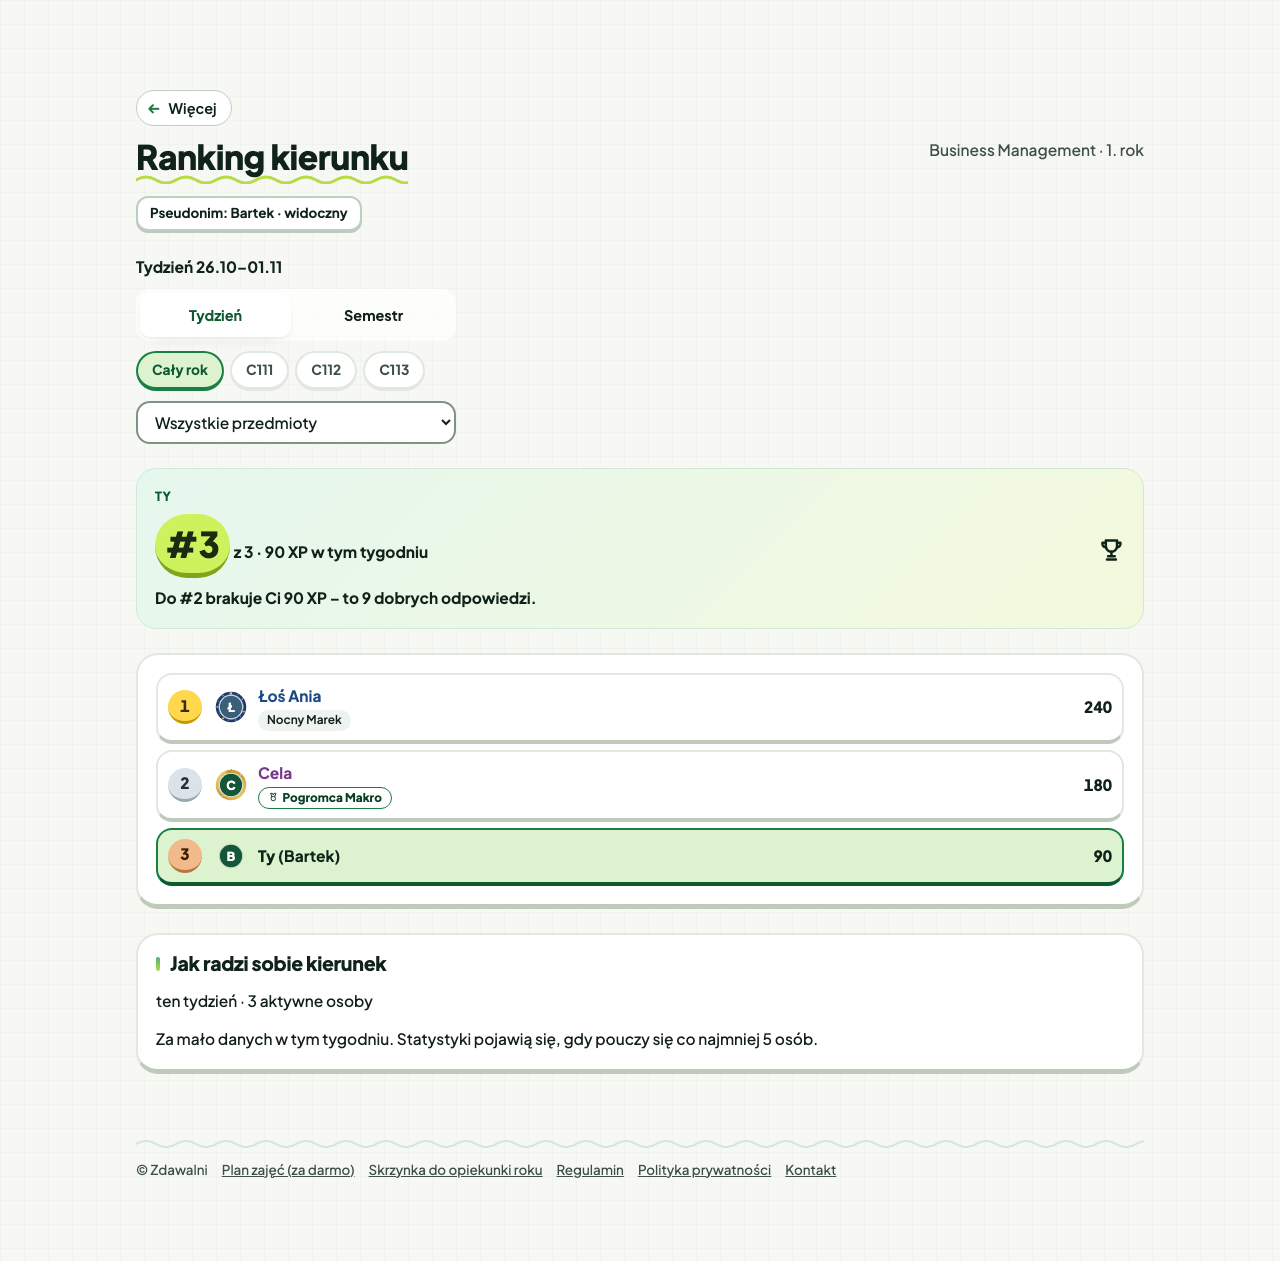 ← Więcej
Ranking kierunku
Business Management · 1. rok
Pseudonim: Bartek · widoczny
Tydzień 26.10–01.11
Tydzień Semestr
Cały rok C111 C112 C113
Wszystkie przedmioty
TY
#3 z 3 · 90 XP w tym tygodniu
Do #2 brakuje Ci 90 XP – to 9 dobrych odpowiedzi.
1 Ł Łoś Ania 240
Nocny Marek
2 C Cela 180
Pogromca Makro
3 B Ty (Bartek) 90
Jak radzi sobie kierunek
ten tydzień · 3 aktywne osoby
Za mało danych w tym tygodniu. Statystyki pojawią się, gdy pouczy się co najmniej 5 osób.
© Zdawalni Plan zajęć (za darmo) Skrzynka do opiekunki roku Regulamin Polityka prywatności Kontakt